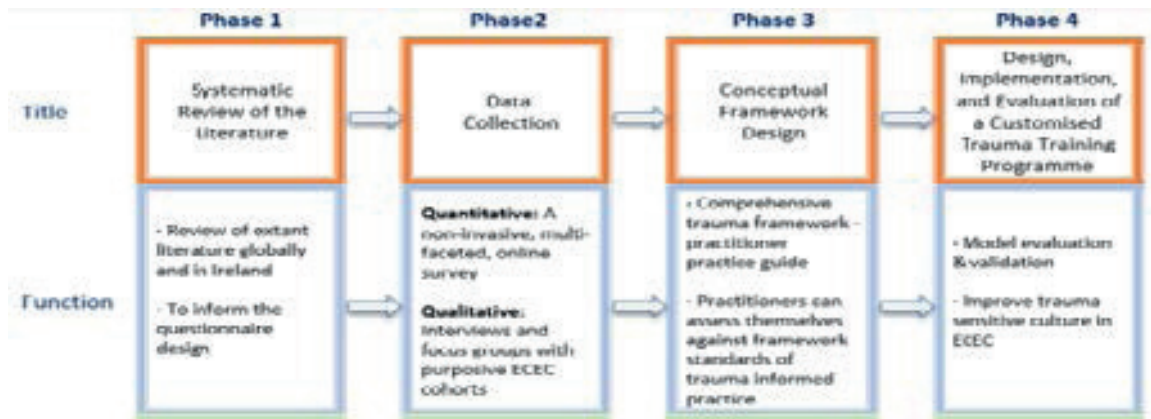 Phase 1
Phase2
Phase 3
Phase 4
Title
Systematic
Review of the
Literature
Data
Collection
Conceptual
Framework
Design
Design,
Implementation,
and Evaluation of
a Customised
Trauma Training
Programme
Function
- Review of extant
literature globally
and in Ireland
- To inform the
questionnaire
design
Quantitative: A
non-invasive, multi-
faceted, online
survey
Qualitative:
Interviews and
focus groups with
purposive ECEC
cohorts
- Comprehensive
trauma framework -
practitioner
practice guide
- Practitioners can
assess themselves
against framework
standards of
trauma informed
practice
- Model evaluation
& validation
- Improve trauma
sensitive culture in
ECEC